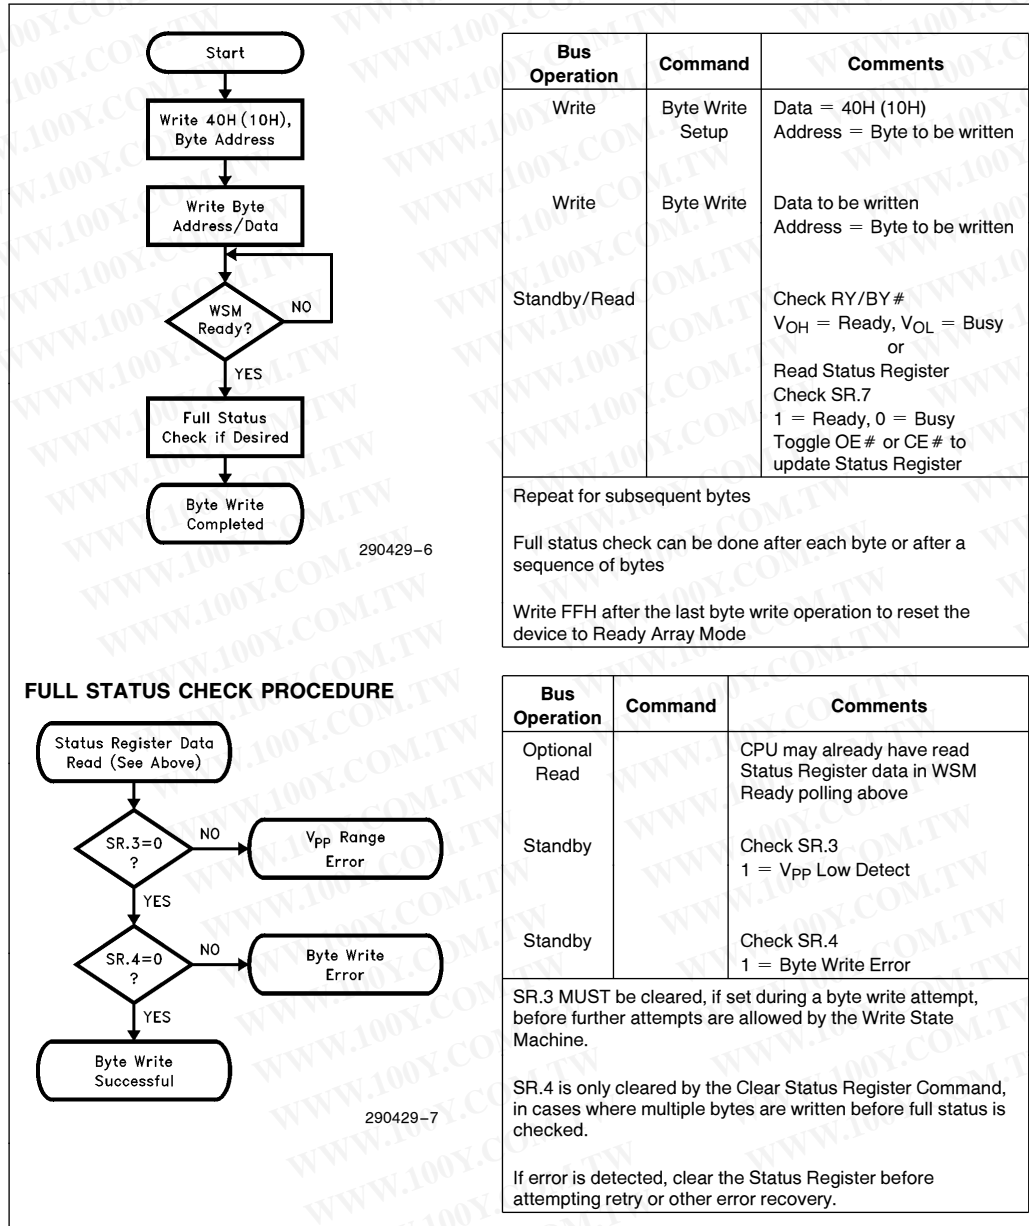 Start
Write 40H (10H),
Byte Address
Write Byte
Address/Data
WSM
Ready?
NO
YES
Full Status
Check if Desired
Byte Write
Completed
290429–6
Bus
Operation
Command
Comments
Write
Byte Write
Setup
Data = 40H (10H)
Address = Byte to be written
Write
Byte Write
Data to be written
Address = Byte to be written
Standby/Read
Check RY/BY#
VOH = Ready, VOL = Busy
or
Read Status Register
Check SR.7
1 = Ready, 0 = Busy
Toggle OE# or CE# to
update Status Register
Repeat for subsequent bytes
Full status check can be done after each byte or after a
sequence of bytes
Write FFH after the last byte write operation to reset the
device to Ready Array Mode
FULL STATUS CHECK PROCEDURE
Status Register Data
Read (See Above)
SR.3=0
?
NO
VPP Range
Error
YES
SR.4=0
?
NO
Byte Write
Error
YES
Byte Write
Successful
290429–7
Bus
Operation
Command
Comments
Optional
Read
CPU may already have read
Status Register data in WSM
Ready polling above
Standby
Check SR.3
1 = VPP Low Detect
Standby
Check SR.4
1 = Byte Write Error
SR.3 MUST be cleared, if set during a byte write attempt,
before further attempts are allowed by the Write State
Machine.
SR.4 is only cleared by the Clear Status Register Command,
in cases where multiple bytes are written before full status is
checked.
If error is detected, clear the Status Register before
attempting retry or other error recovery.
WWW.100Y.COM.TW